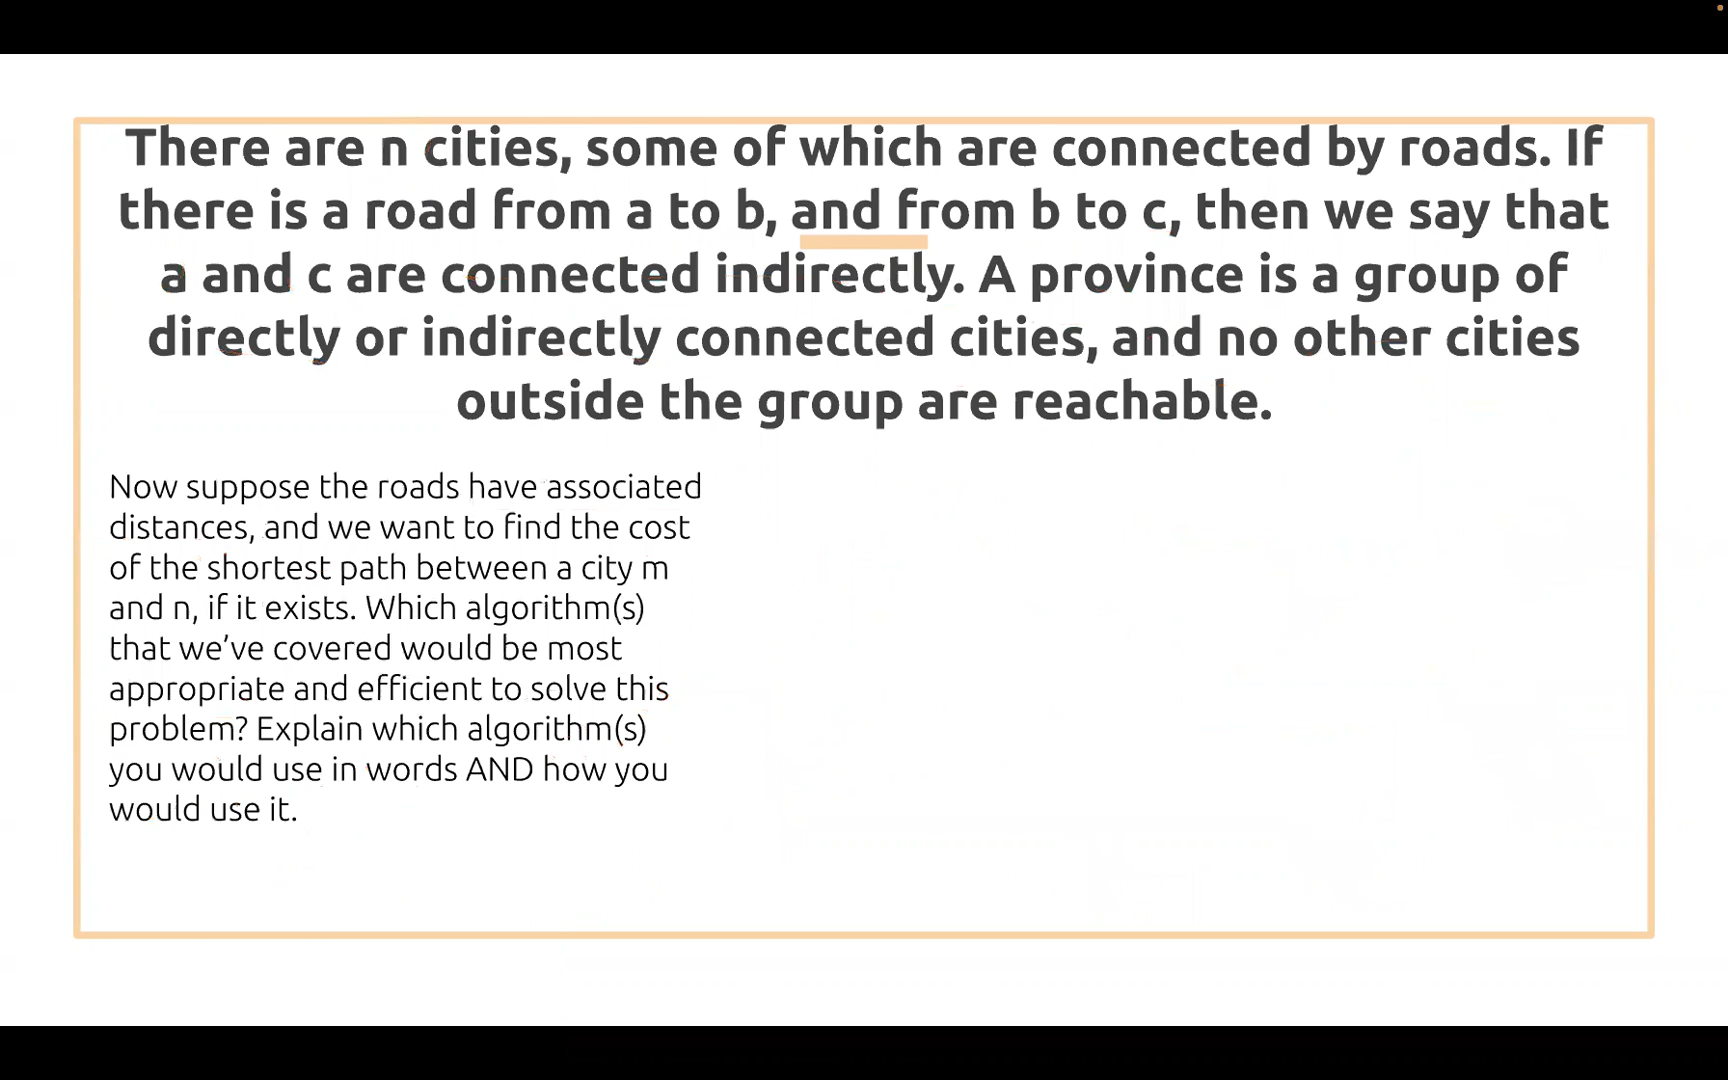 There are n cities, some of which are connected by roads. If
there is a road from a to b, and from b to c, then we say that
a and c are connected indirectly. A province is a group of
directly or indirectly connected cities, and no other cities
outside the group are reachable.
Now suppose the roads have associated
distances, and we want to find the cost
of the shortest path between a city m
and n, if it exists. Which algorithm(s)
that we’ve covered would be most
appropriate and efficient to solve this
problem? Explain which algorithm(s)
you would use in words AND how you
would use it.